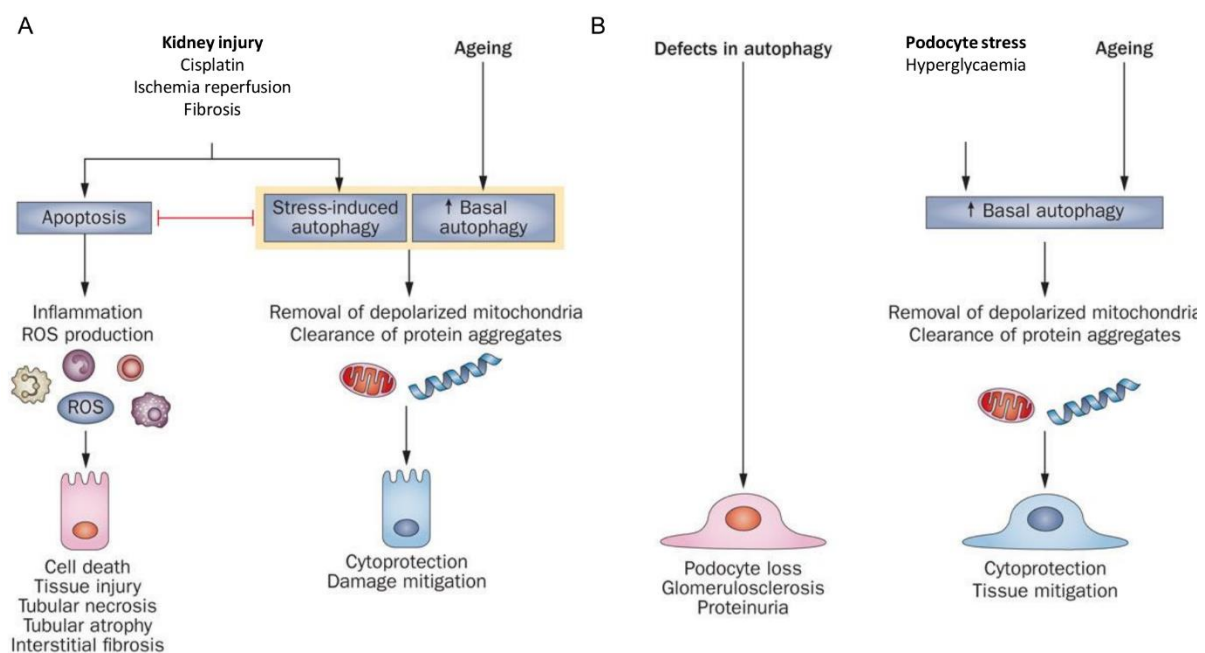 A
Kidney injury
Cisplatin
Ischemia reperfusion
Fibrosis
Ageing
Apoptosis
Stress-induced
autophagy
↑ Basal
autophagy
Inflammation
ROS production
ROS
Removal of depolarized mitochondria
Clearance of protein aggregates
Cell death
Tissue injury
Tubular necrosis
Tubular atrophy
Interstitial fibrosis
Cytoprotection
Damage mitigation
B
Defects in autophagy
Podocyte stress
Hyperglycaemia
Ageing
↑ Basal autophagy
Removal of depolarized mitochondria
Clearance of protein aggregates
Podocyte loss
Glomerulosclerosis
Proteinuria
Cytoprotection
Tissue mitigation